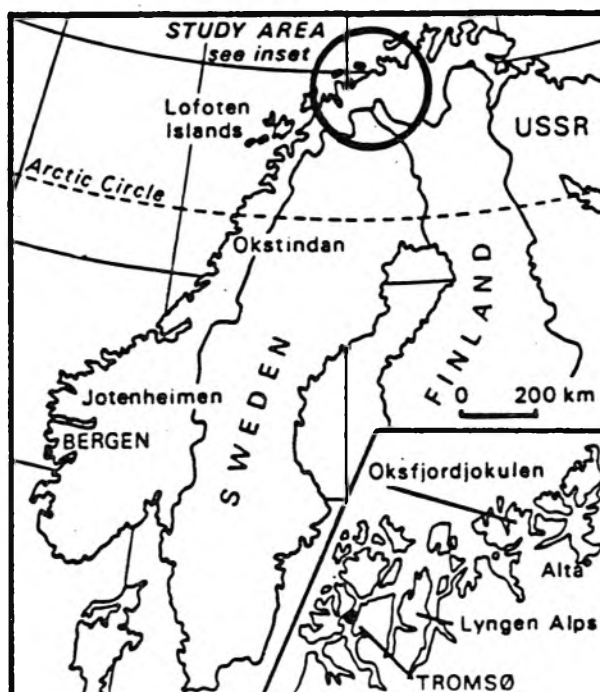 STUDY AREA
see inset
Lofoten
Islands
USSR
Arctic Circle
Okstindan
SWEDEN
FINLAND
Jotenheimen
0 200 km
BERGEN
Oksfjordjokulen
Alta
Lyngen Alps
TROMSØ